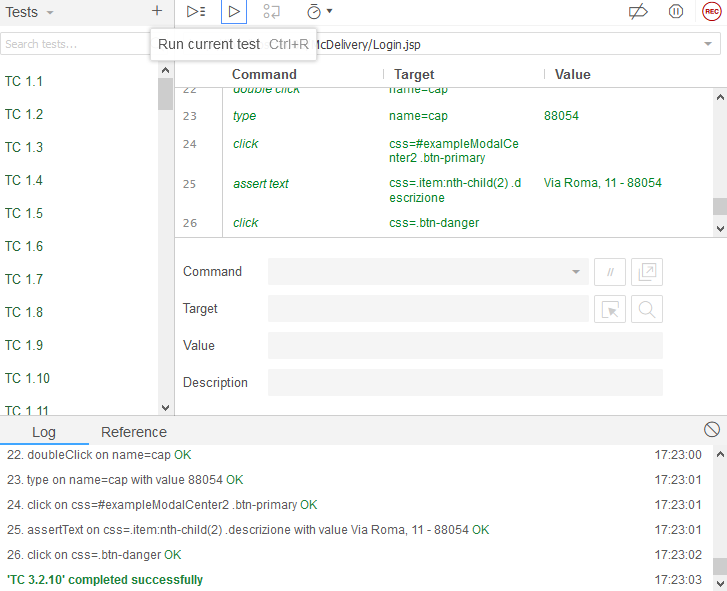 Tests
REC
Search tests...
Run current test Ctrl+R
McDelivery/Login.jsp
Command Target Value
22 double click name=cap
23 type name=cap 88054
24 click css=#exampleModalCe
nter2 .btn-primary
25 assert text css=.item:nth-child(2) .d Via Roma, 11 - 88054
escrizione
26 click css=.btn-danger
TC 1.1
TC 1.2
TC 1.3
TC 1.4
TC 1.5
TC 1.6
TC 1.7
TC 1.8
TC 1.9
TC 1.10
TC 1.11
Command //
Target
Value
Description
Log Reference
22. doubleClick on name=cap OK 17:23:00
23. type on name=cap with value 88054 OK 17:23:01
24. click on css=#exampleModalCenter2 .btn-primary OK 17:23:01
25. assertText on css=.item:nth-child(2) .descrizione with value Via Roma, 11 - 88054 OK 17:23:01
26. click on css=.btn-danger OK 17:23:02
'TC 3.2.10' completed successfully 17:23:03